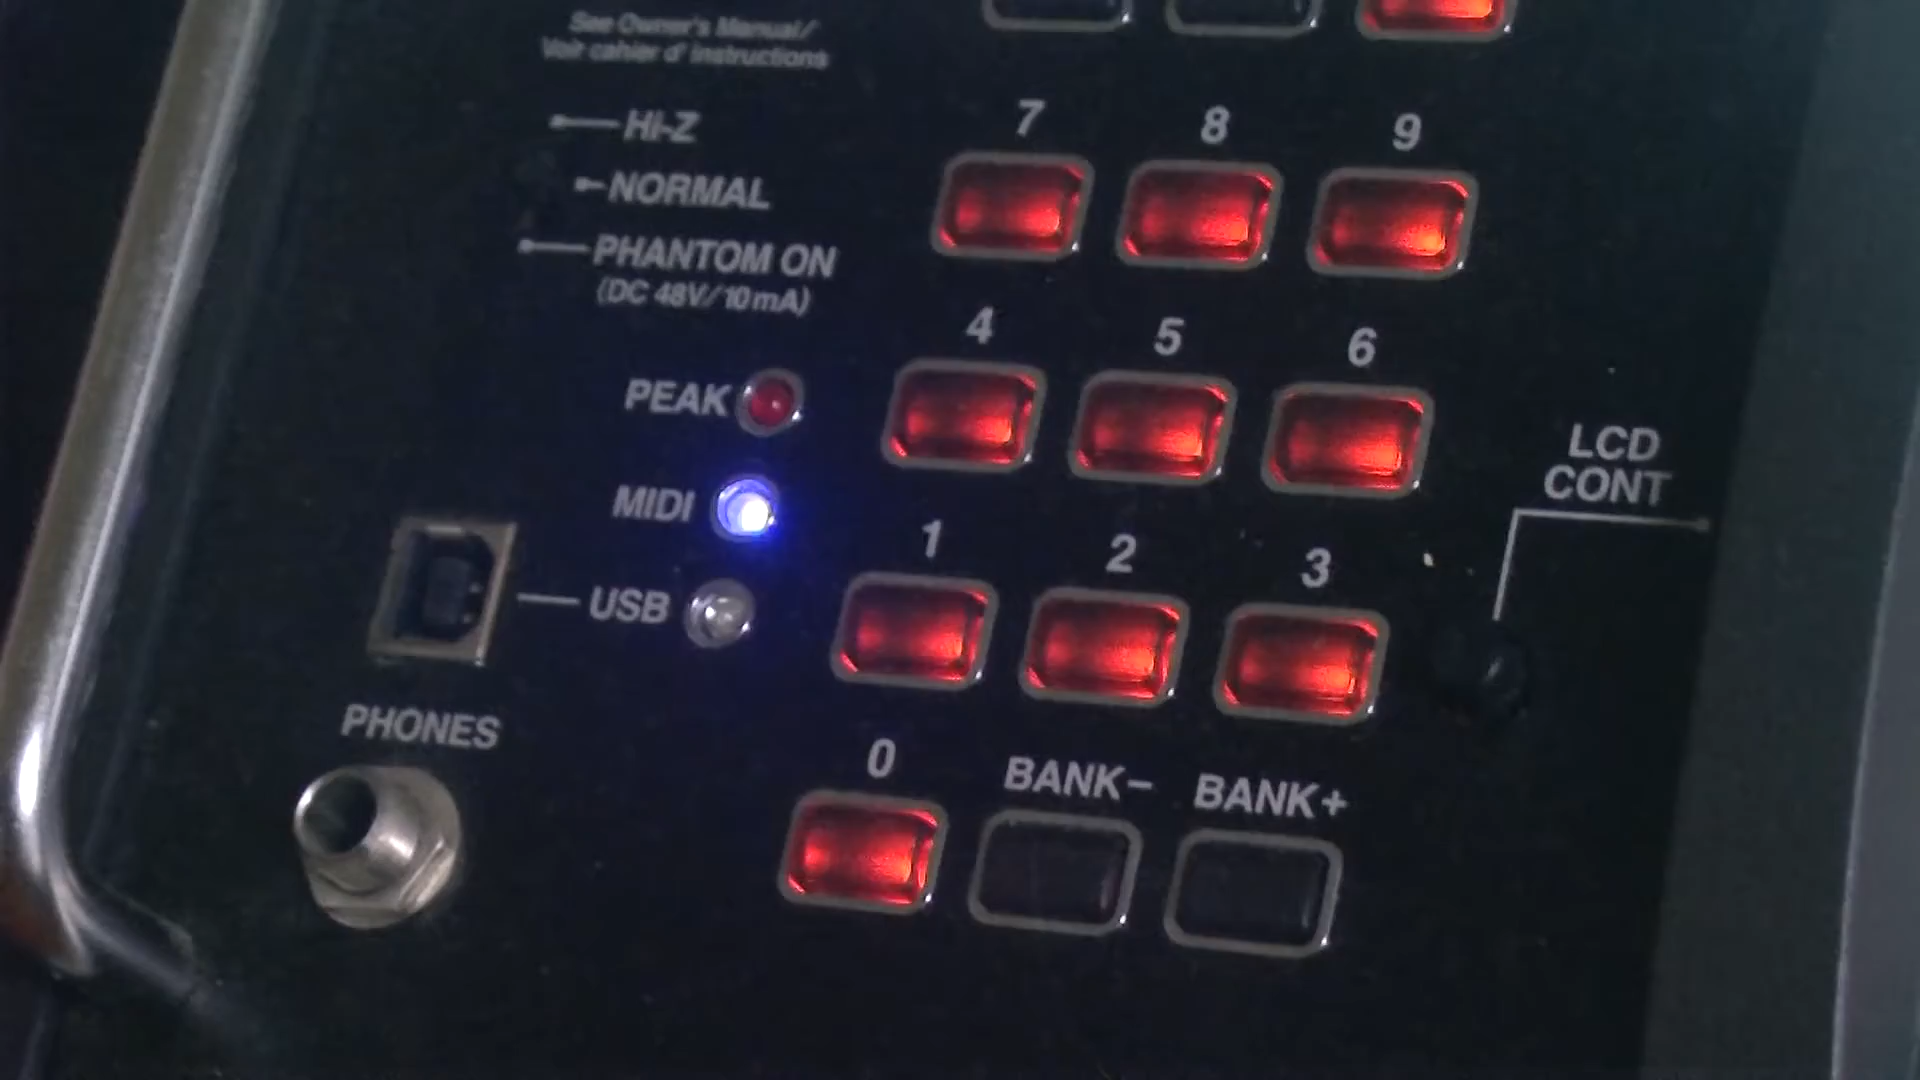 See Owner's Manual/
Voir cahier d' instructions
Hi-Z
NORMAL
PHANTOM ON
(DC 48V/10mA)
PEAK
MIDI
USB
PHONES
7 8 9
4 5 6
1 2 3
0 BANK− BANK+
LCD
CONT